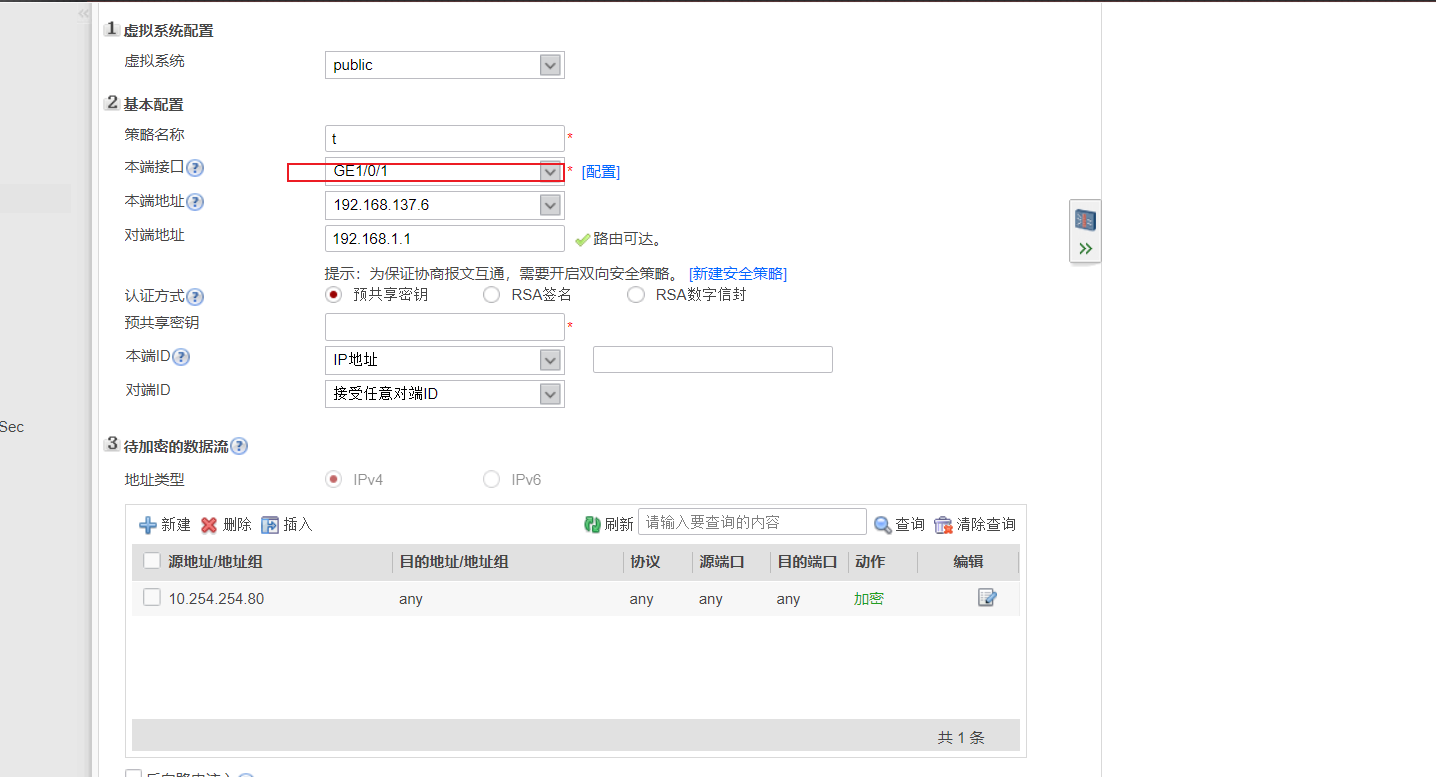 «
1 虚拟系统配置
虚拟系统 public
2 基本配置
策略名称 t *
本端接口 ? GE1/0/1 * [配置]
本端地址 ? 192.168.137.6
对端地址 192.168.1.1 路由可达。
提示：为保证协商报文互通，需要开启双向安全策略。 [新建安全策略]
认证方式 ? 预共享密钥 RSA签名 RSA数字信封
预共享密钥 *
本端ID ? IP地址
对端ID 接受任意对端ID
Sec
3 待加密的数据流 ?
地址类型 IPv4 IPv6
新建 删除 插入 刷新 请输入要查询的内容 查询 清除查询
源地址/地址组 目的地址/地址组 协议 源端口 目的端口 动作 编辑
10.254.254.80 any any any any 加密
共 1 条
反向路由注入